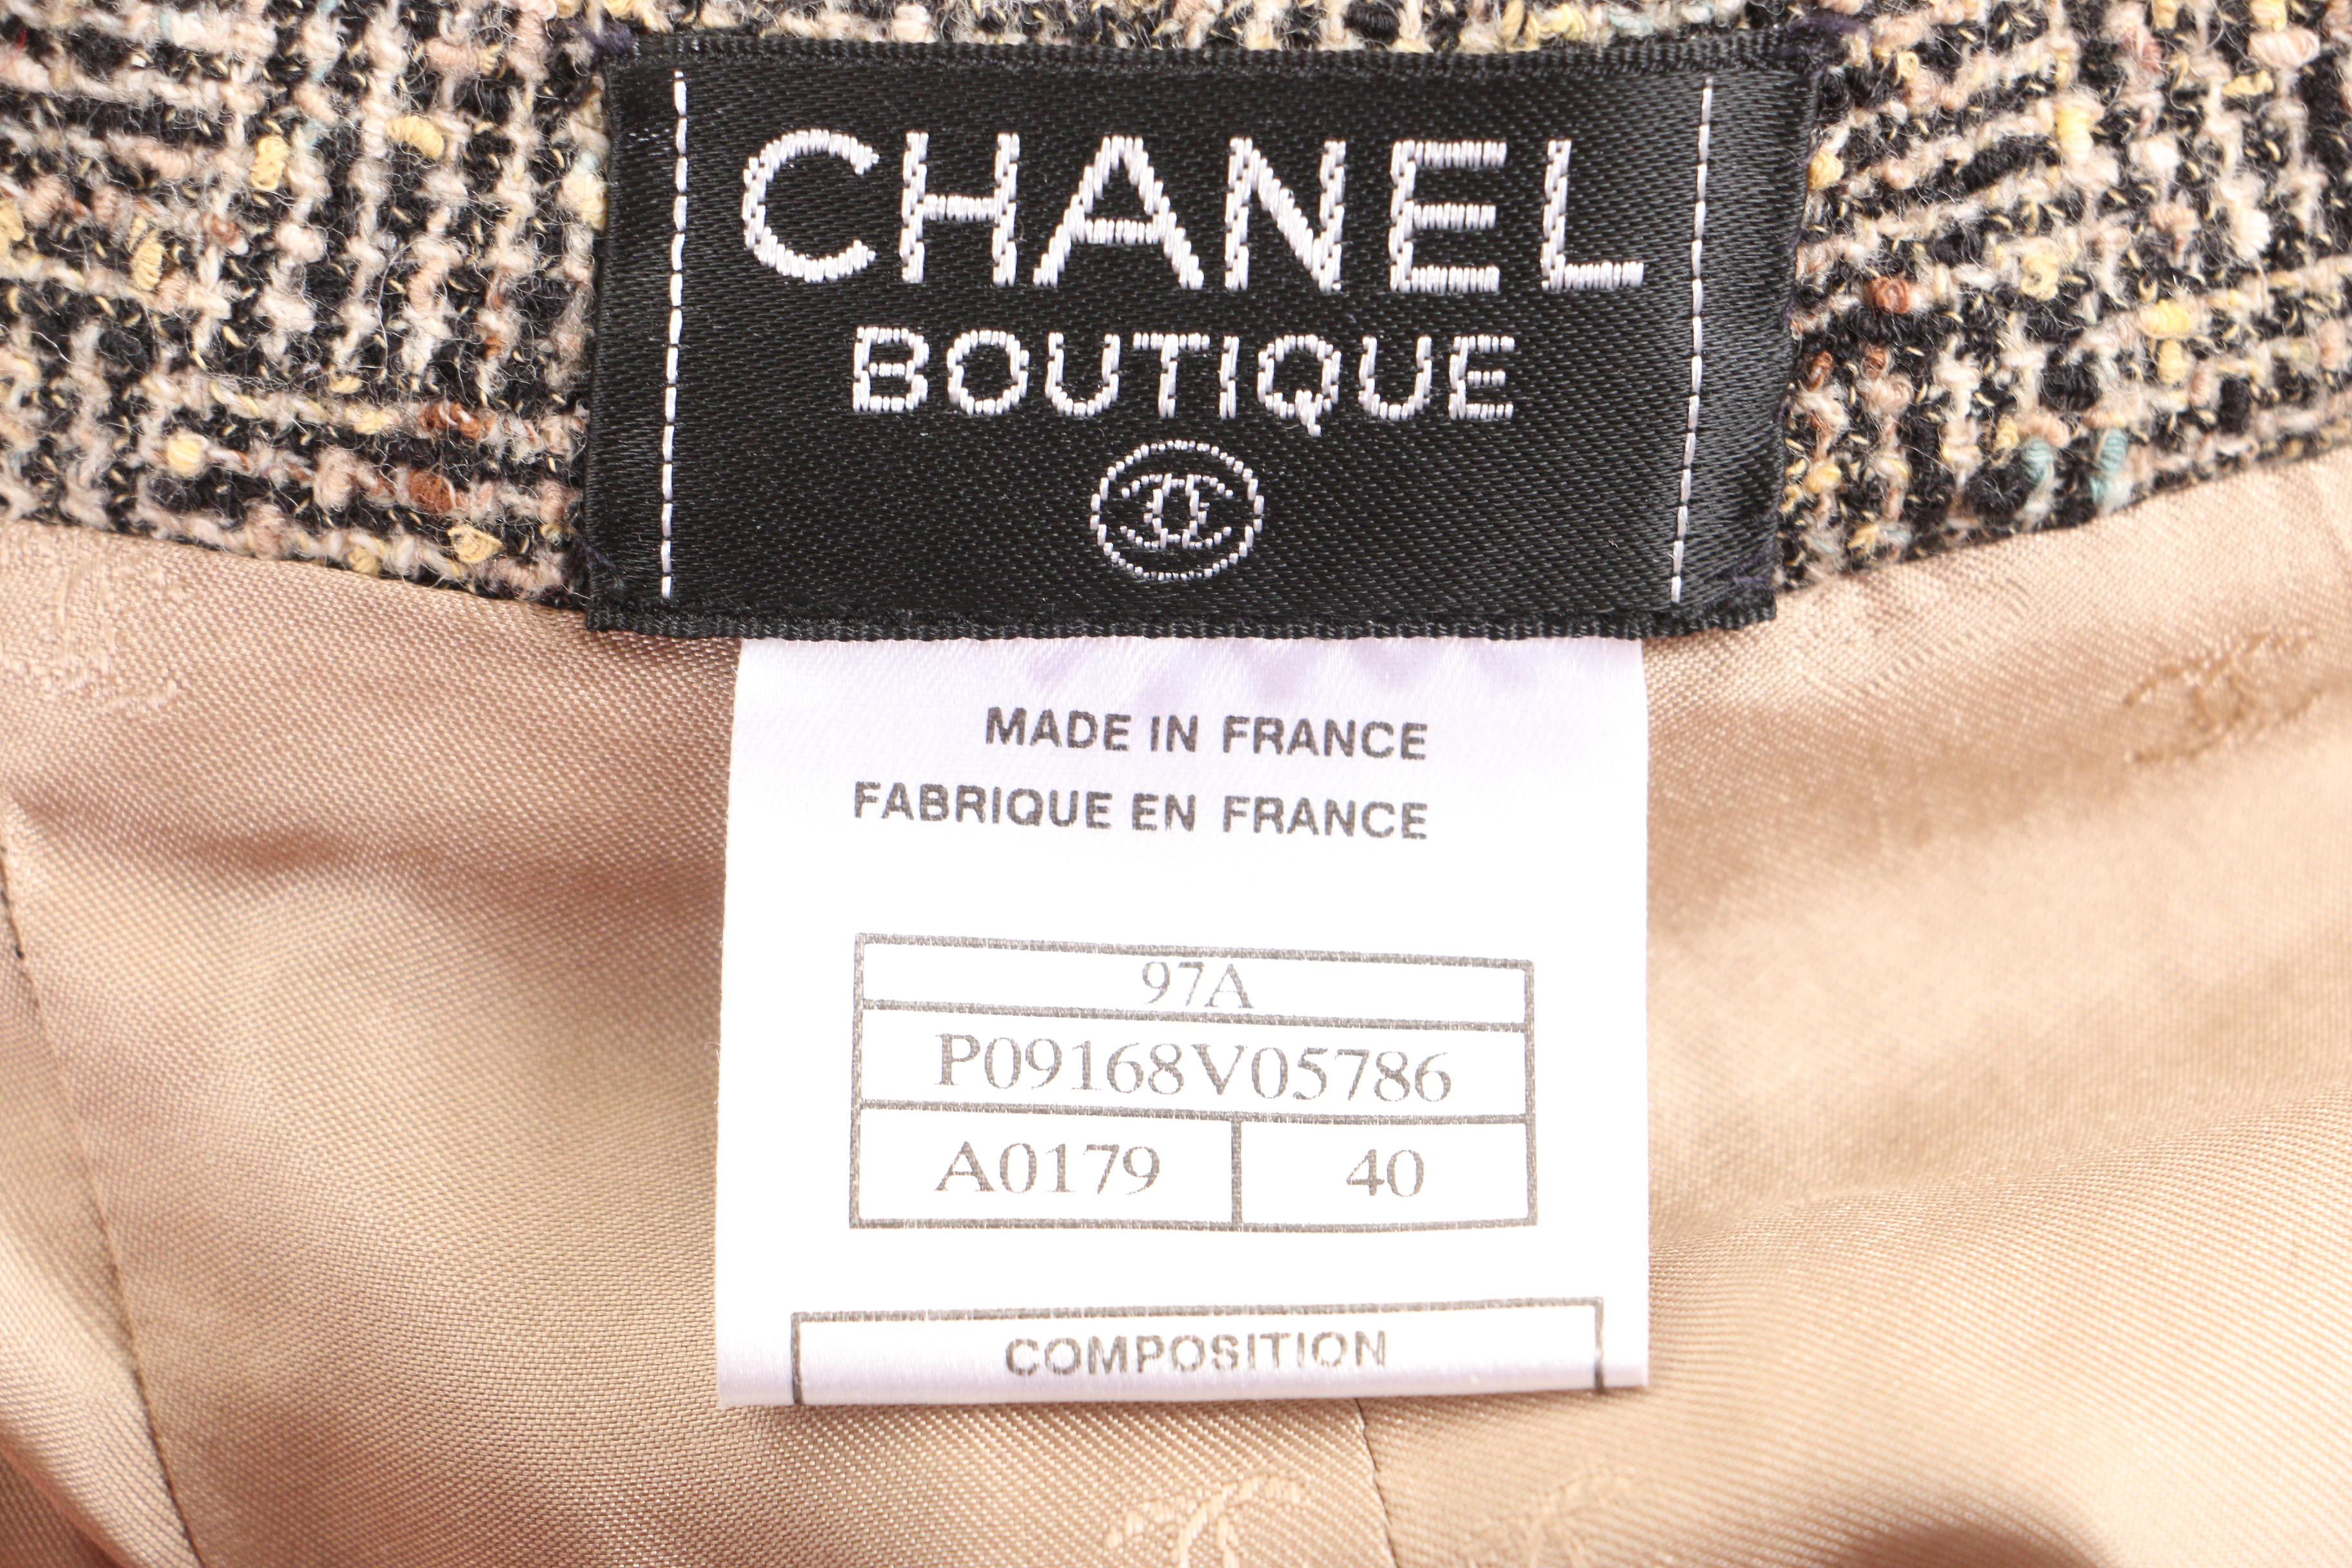 CHANEL
BOUTIQUE
MADE IN FRANCE
FABRIQUE EN FRANCE
97A
P09168V05786
A0179 40
COMPOSITION